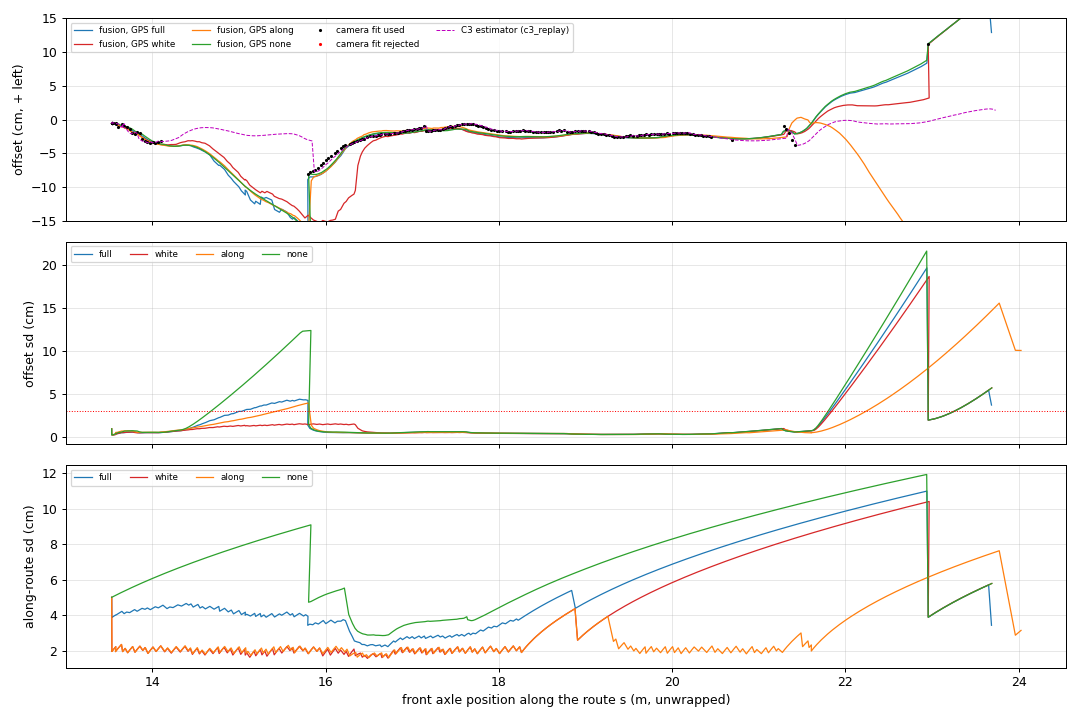 fusion, GPS full
fusion, GPS white
fusion, GPS along
fusion, GPS none
camera fit used
camera fit rejected
C3 estimator (c3_replay)
offset (cm, + left)
15
10
5
0
−5
−10
−15
full
white
along
none
offset sd (cm)
20
15
10
5
0
full
white
along
none
along-route sd (cm)
12
10
8
6
4
2
14
16
18
20
22
24
front axle position along the route s (m, unwrapped)